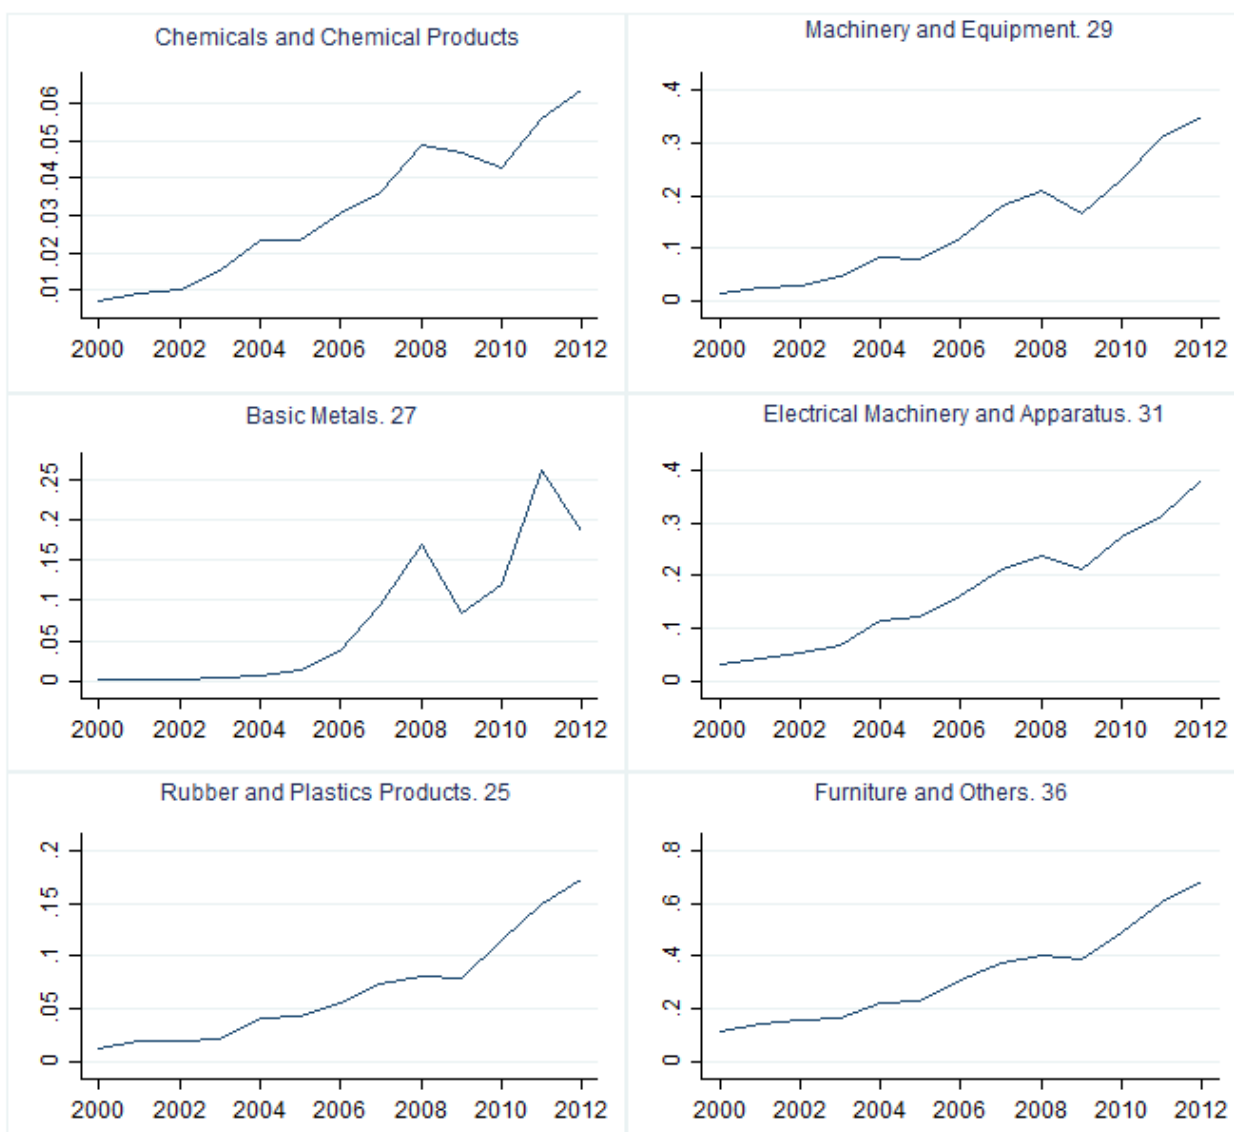 Chemicals and Chemical Products
.01 .02 .03 .04 .05 .06
2000 2002 2004 2006 2008 2010 2012
Machinery and Equipment. 29
0 .1 .2 .3 .4
2000 2002 2004 2006 2008 2010 2012
Basic Metals. 27
0 .05 .1 .15 .2 .25
2000 2002 2004 2006 2008 2010 2012
Electrical Machinery and Apparatus. 31
0 .1 .2 .3 .4
2000 2002 2004 2006 2008 2010 2012
Rubber and Plastics Products. 25
0 .05 .1 .15 .2
2000 2002 2004 2006 2008 2010 2012
Furniture and Others. 36
0 .2 .4 .6 .8
2000 2002 2004 2006 2008 2010 2012